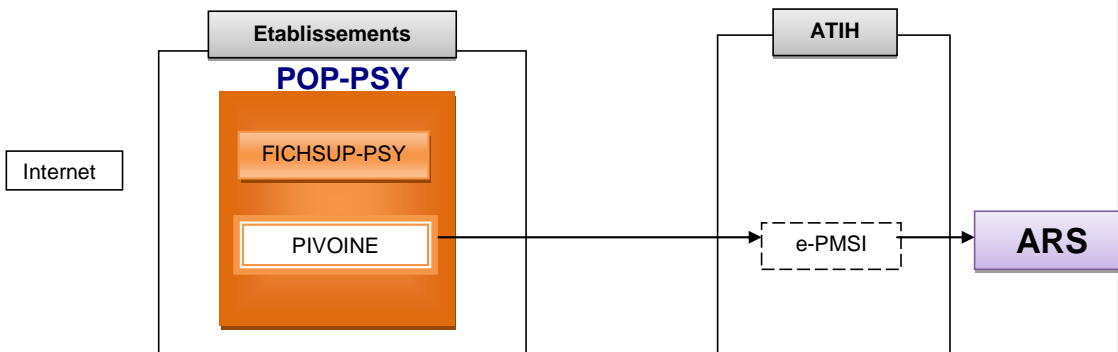 Etablissements
ATIH
POP-PSY
FICHSUP-PSY
Internet
PIVOINE
e-PMSI
ARS